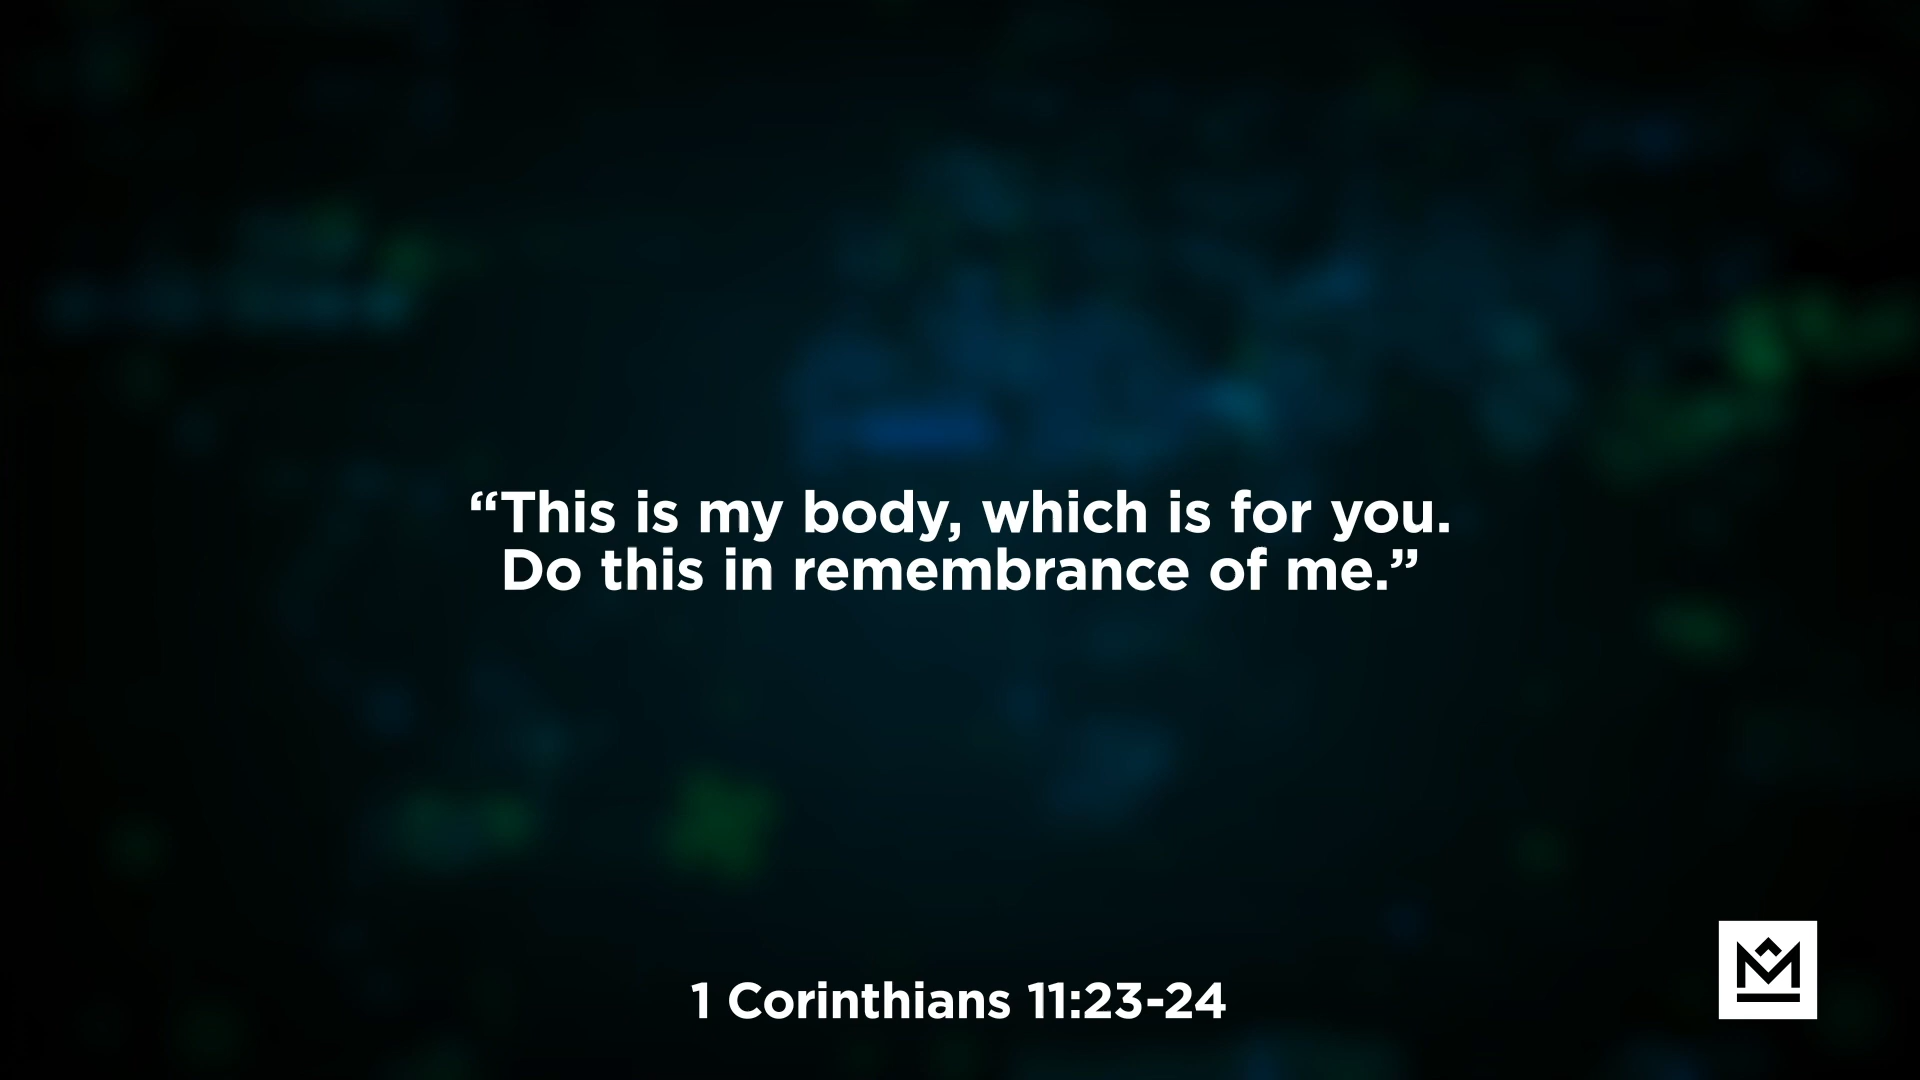 “This is my body, which is for you.
Do this in remembrance of me.”
1 Corinthians 11:23-24